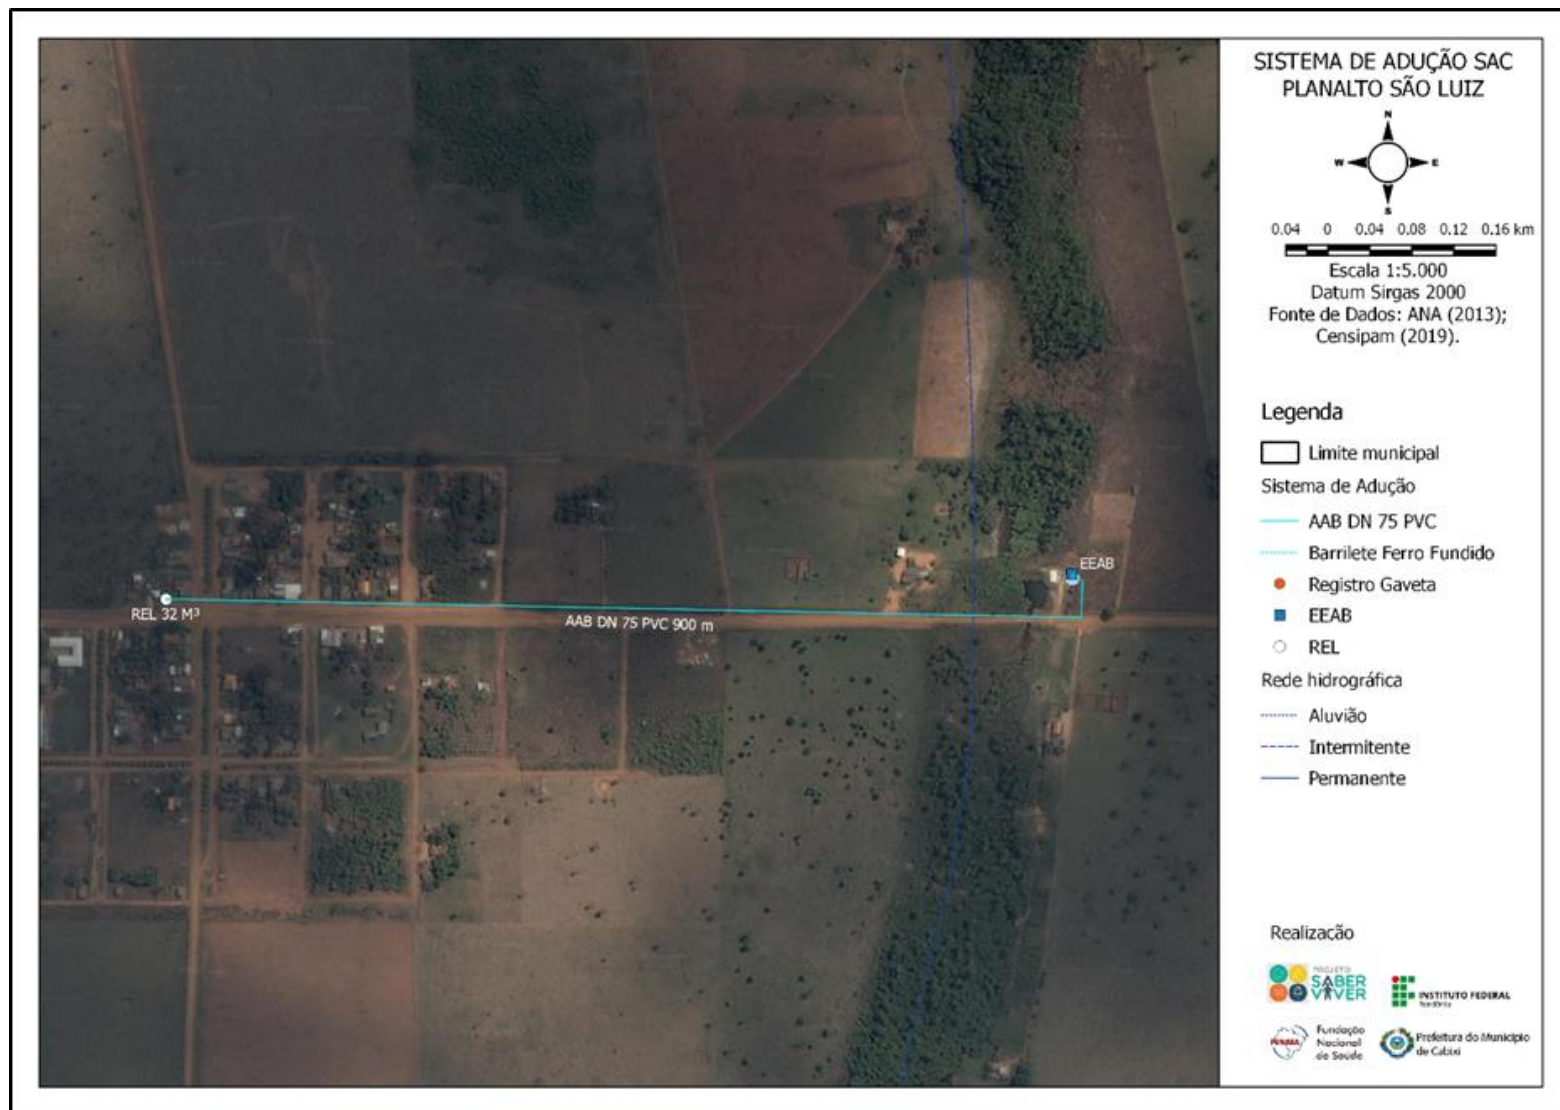 SISTEMA DE ADUÇÃO SAC
PLANALTO SÃO LUIZ
N
W E
S
0.04 0 0.04 0.08 0.12 0.16 km
Escala 1:5.000
Datum Sirgas 2000
Fonte de Dados: ANA (2013);
Censipam (2019).
Legenda
Limite municipal
Sistema de Adução
AAB DN 75 PVC
Barrilete Ferro Fundido
Registro Gaveta
EEAB
REL
Rede hidrográfica
Aluvião
Intermitente
Permanente
Realização
PROJETO
SABER
VIVER
INSTITUTO FEDERAL
Rondônia
FUNASA
Fundação
Nacional
de Saúde
Prefeitura do Município
de Cabixi
EEAB
REL 32 M³
AAB DN 75 PVC 900 m